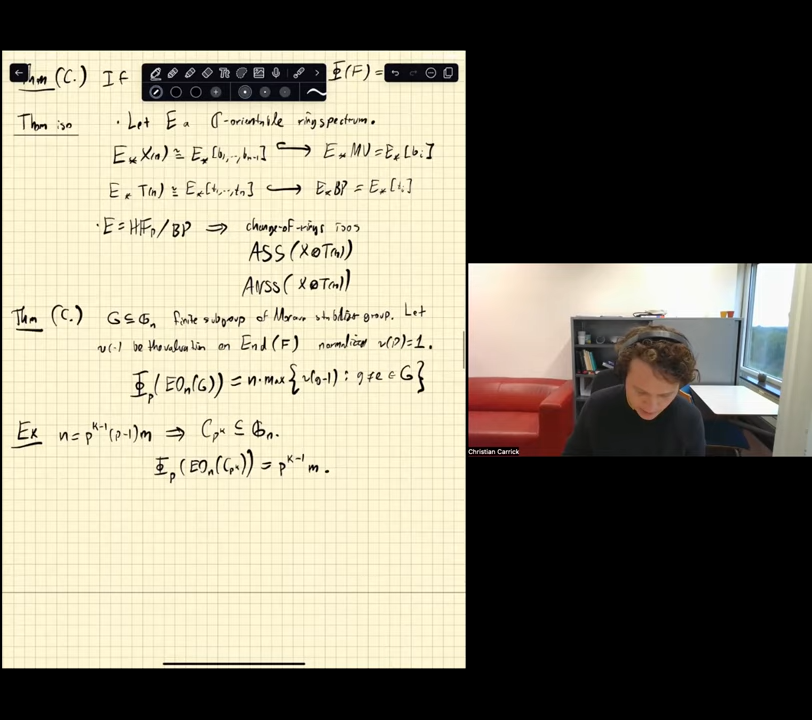 Thm (C.) If Φ(F) =
Thom iso · Let E a ℂ-orientable ring spectrum.
E_* X(n) ≅ E_*[b_1,..,b_{n-1}] ↪ E_* MU = E_*[b_i]
E_* T(n) ≅ E_*[t_1,..,t_n] ↪ E_* BP = E_*[t_i]
· E = HF_p / BP ⇒ change-of-rings isos
ASS(X⊗T(n))
ANSS(X⊗T(n))
Thm (C.) G ⊆ 𝔾_n finite subgroup of Morava stabilizer group. Let
v(-) be the valuation on End(F) normalized v(p)=1.
Φ_p(EO_n(G)) = n·max{v(g-1) : g≠e ∈ G}
Ex n = p^{k-1}(p-1)m ⇒ C_{p^k} ⊆ 𝔾_n.
Φ_p(EO_n(C_{p^k})) = p^{k-1} m.
Christian Carrick